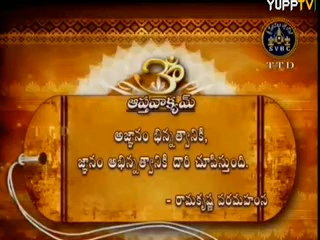 YUPPTV
SVBC
TTD
ఆప్తవాక్యమ్
అజ్ఞానం భిన్నత్వానికి,
జ్ఞానం అభిన్నత్వానికి దారి చూపిస్తుంది.
- రామకృష్ణ పరమహంస